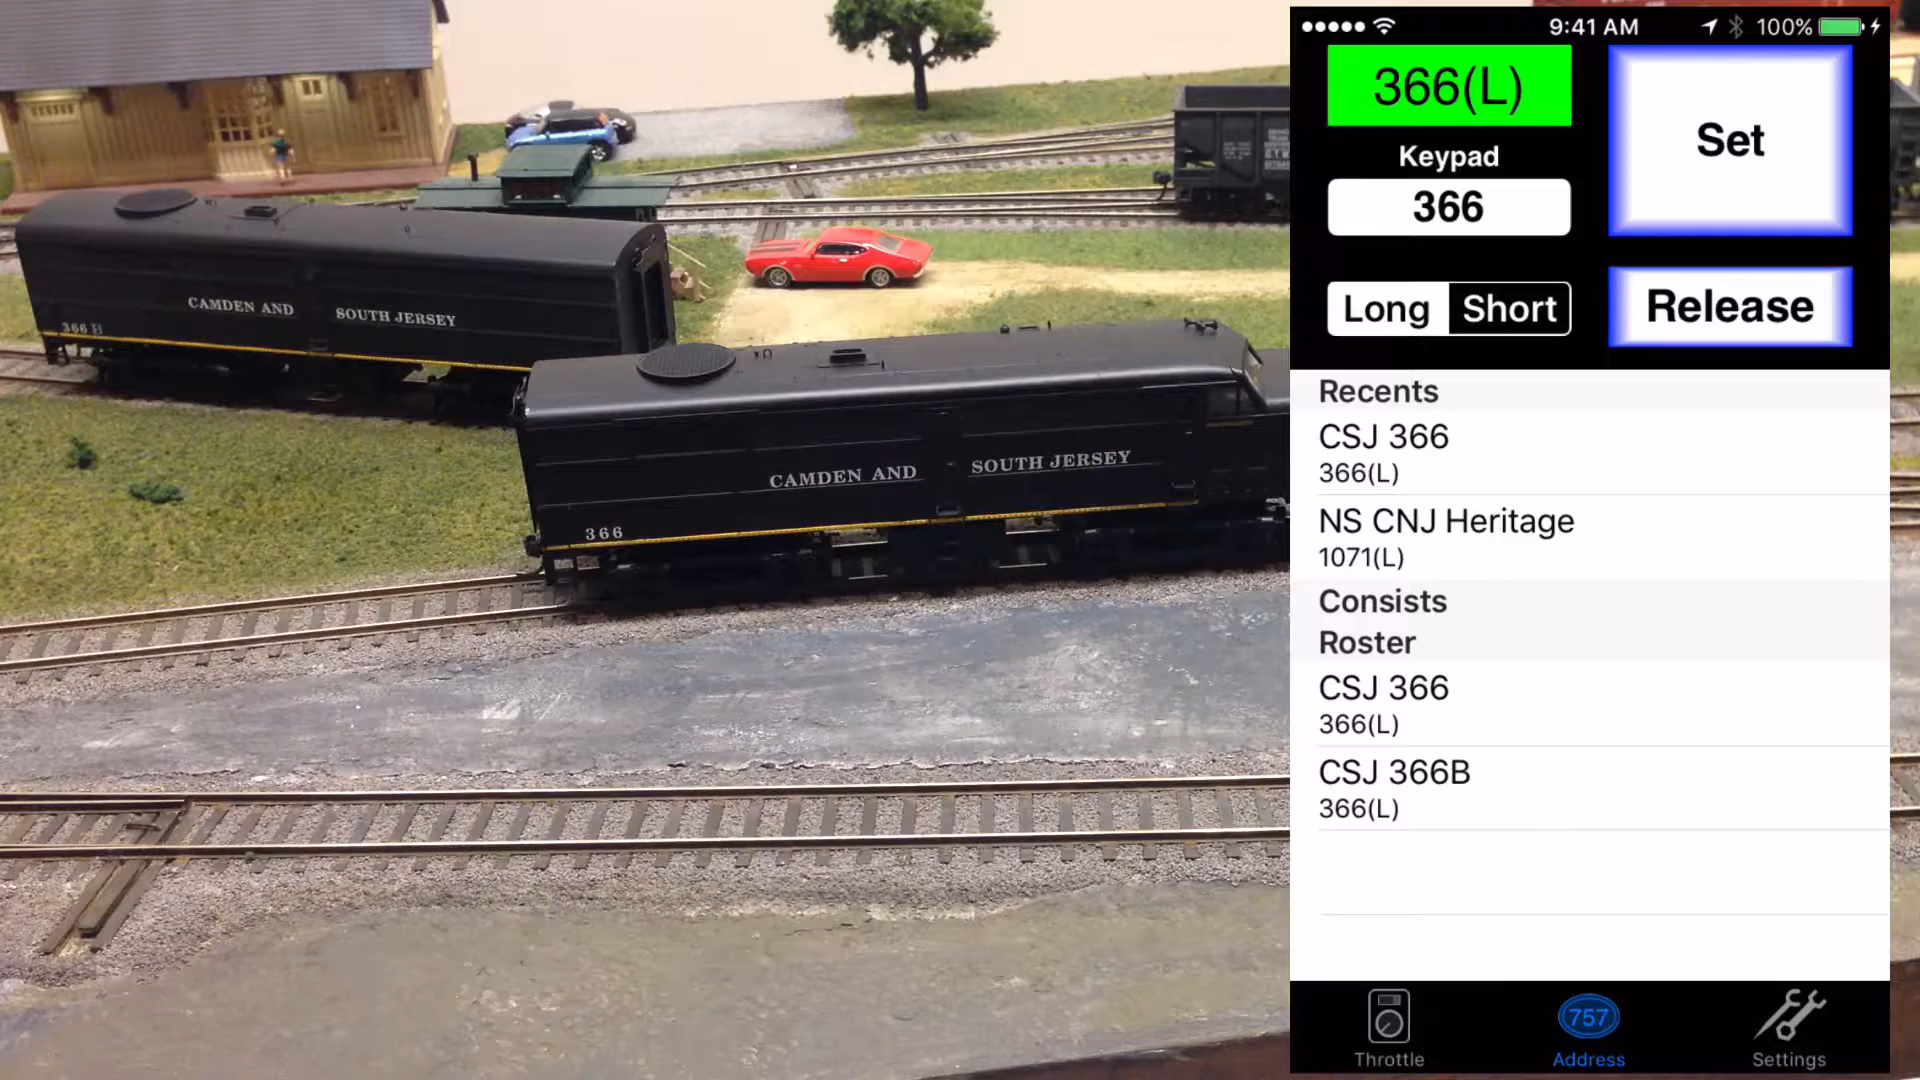 CAMDEN AND SOUTH JERSEY
366 B
CAMDEN AND SOUTH JERSEY
366
9:41 AM
100%
366(L)
Set
Keypad
366
Long Short
Release
Recents
CSJ 366
366(L)
NS CNJ Heritage
1071(L)
Consists
Roster
CSJ 366
366(L)
CSJ 366B
366(L)
Throttle
757
Address
Settings